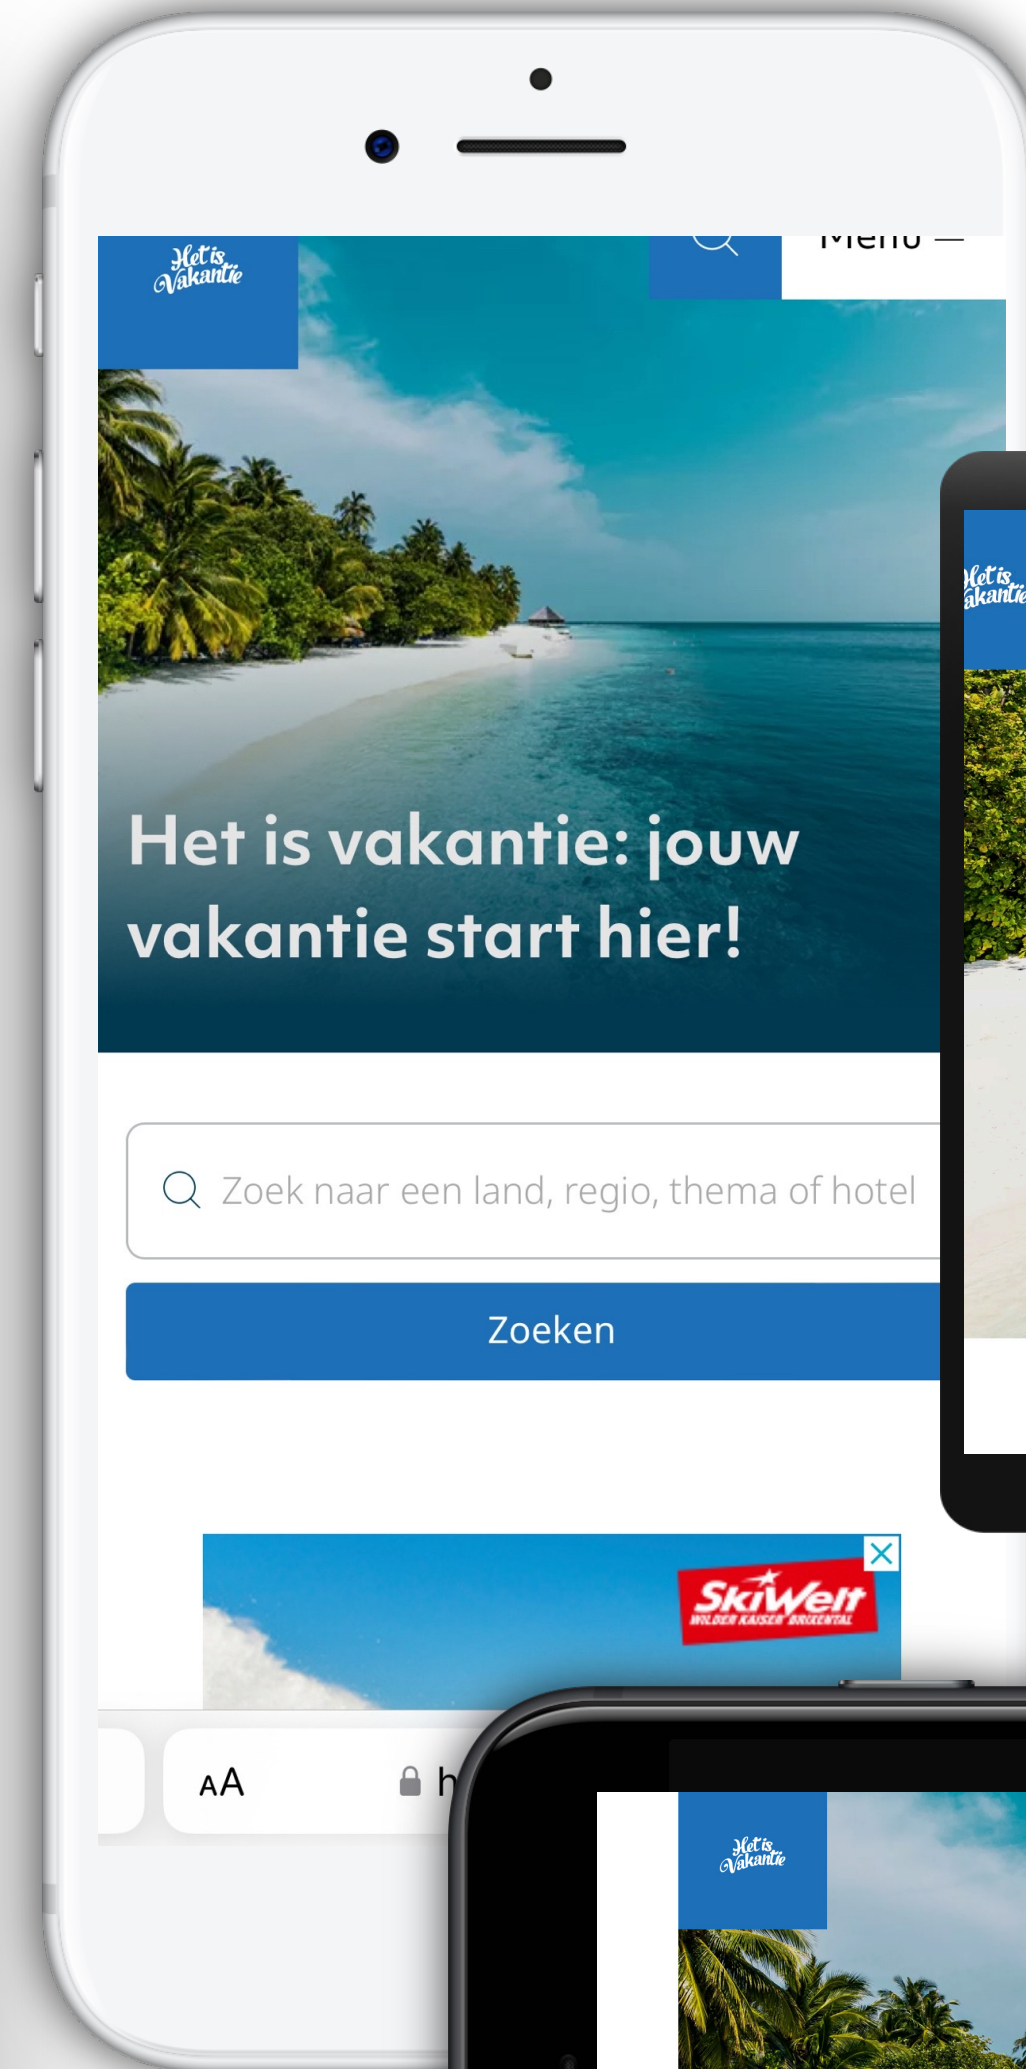 Het is
Vakantie
Menu
Het is vakantie: jouw
vakantie start hier!
Zoek naar een land, regio, thema of hotel
Zoeken
SkiWelt
WILDER KAISER BRIXENTAL
AA
h
Het is
akantie
Het is
Vakantie